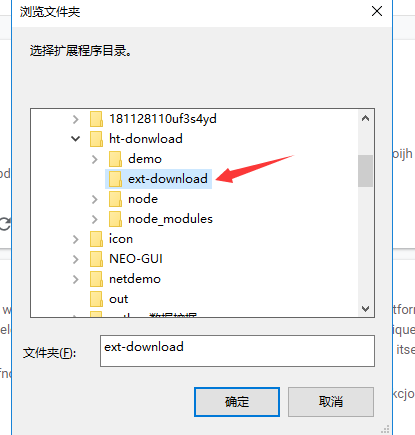 浏览文件夹
选择扩展程序目录。
181128110uf3s4yd
ht-donwload
demo
oijh
ext-download
node
node_modules
icon
NEO-GUI
netdemo
out
文件夹(F):
ext-download
确定
取消